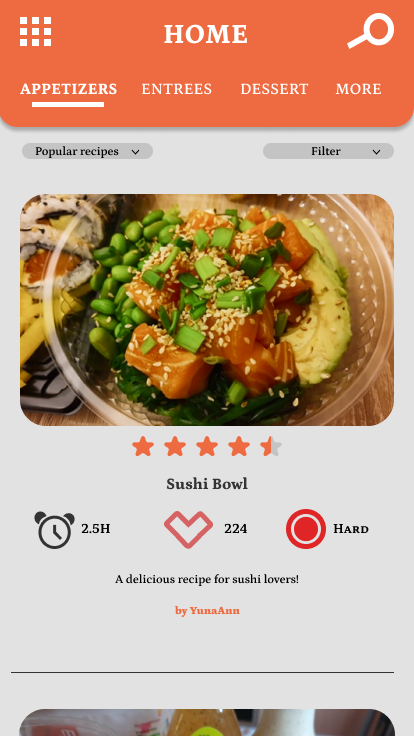 HOME
APPETIZERS ENTREES DESSERT MORE
Popular recipes Filter
Sushi Bowl
2.5H 224 HARD
A delicious recipe for sushi lovers!
by YunaAnn